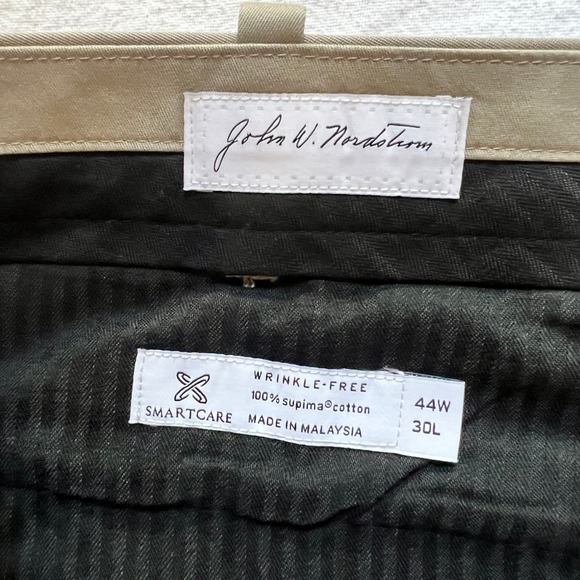 John W. Nordstrom
WRINKLE-FREE
100% supima® cotton
MADE IN MALAYSIA
SMARTCARE
44W
30L